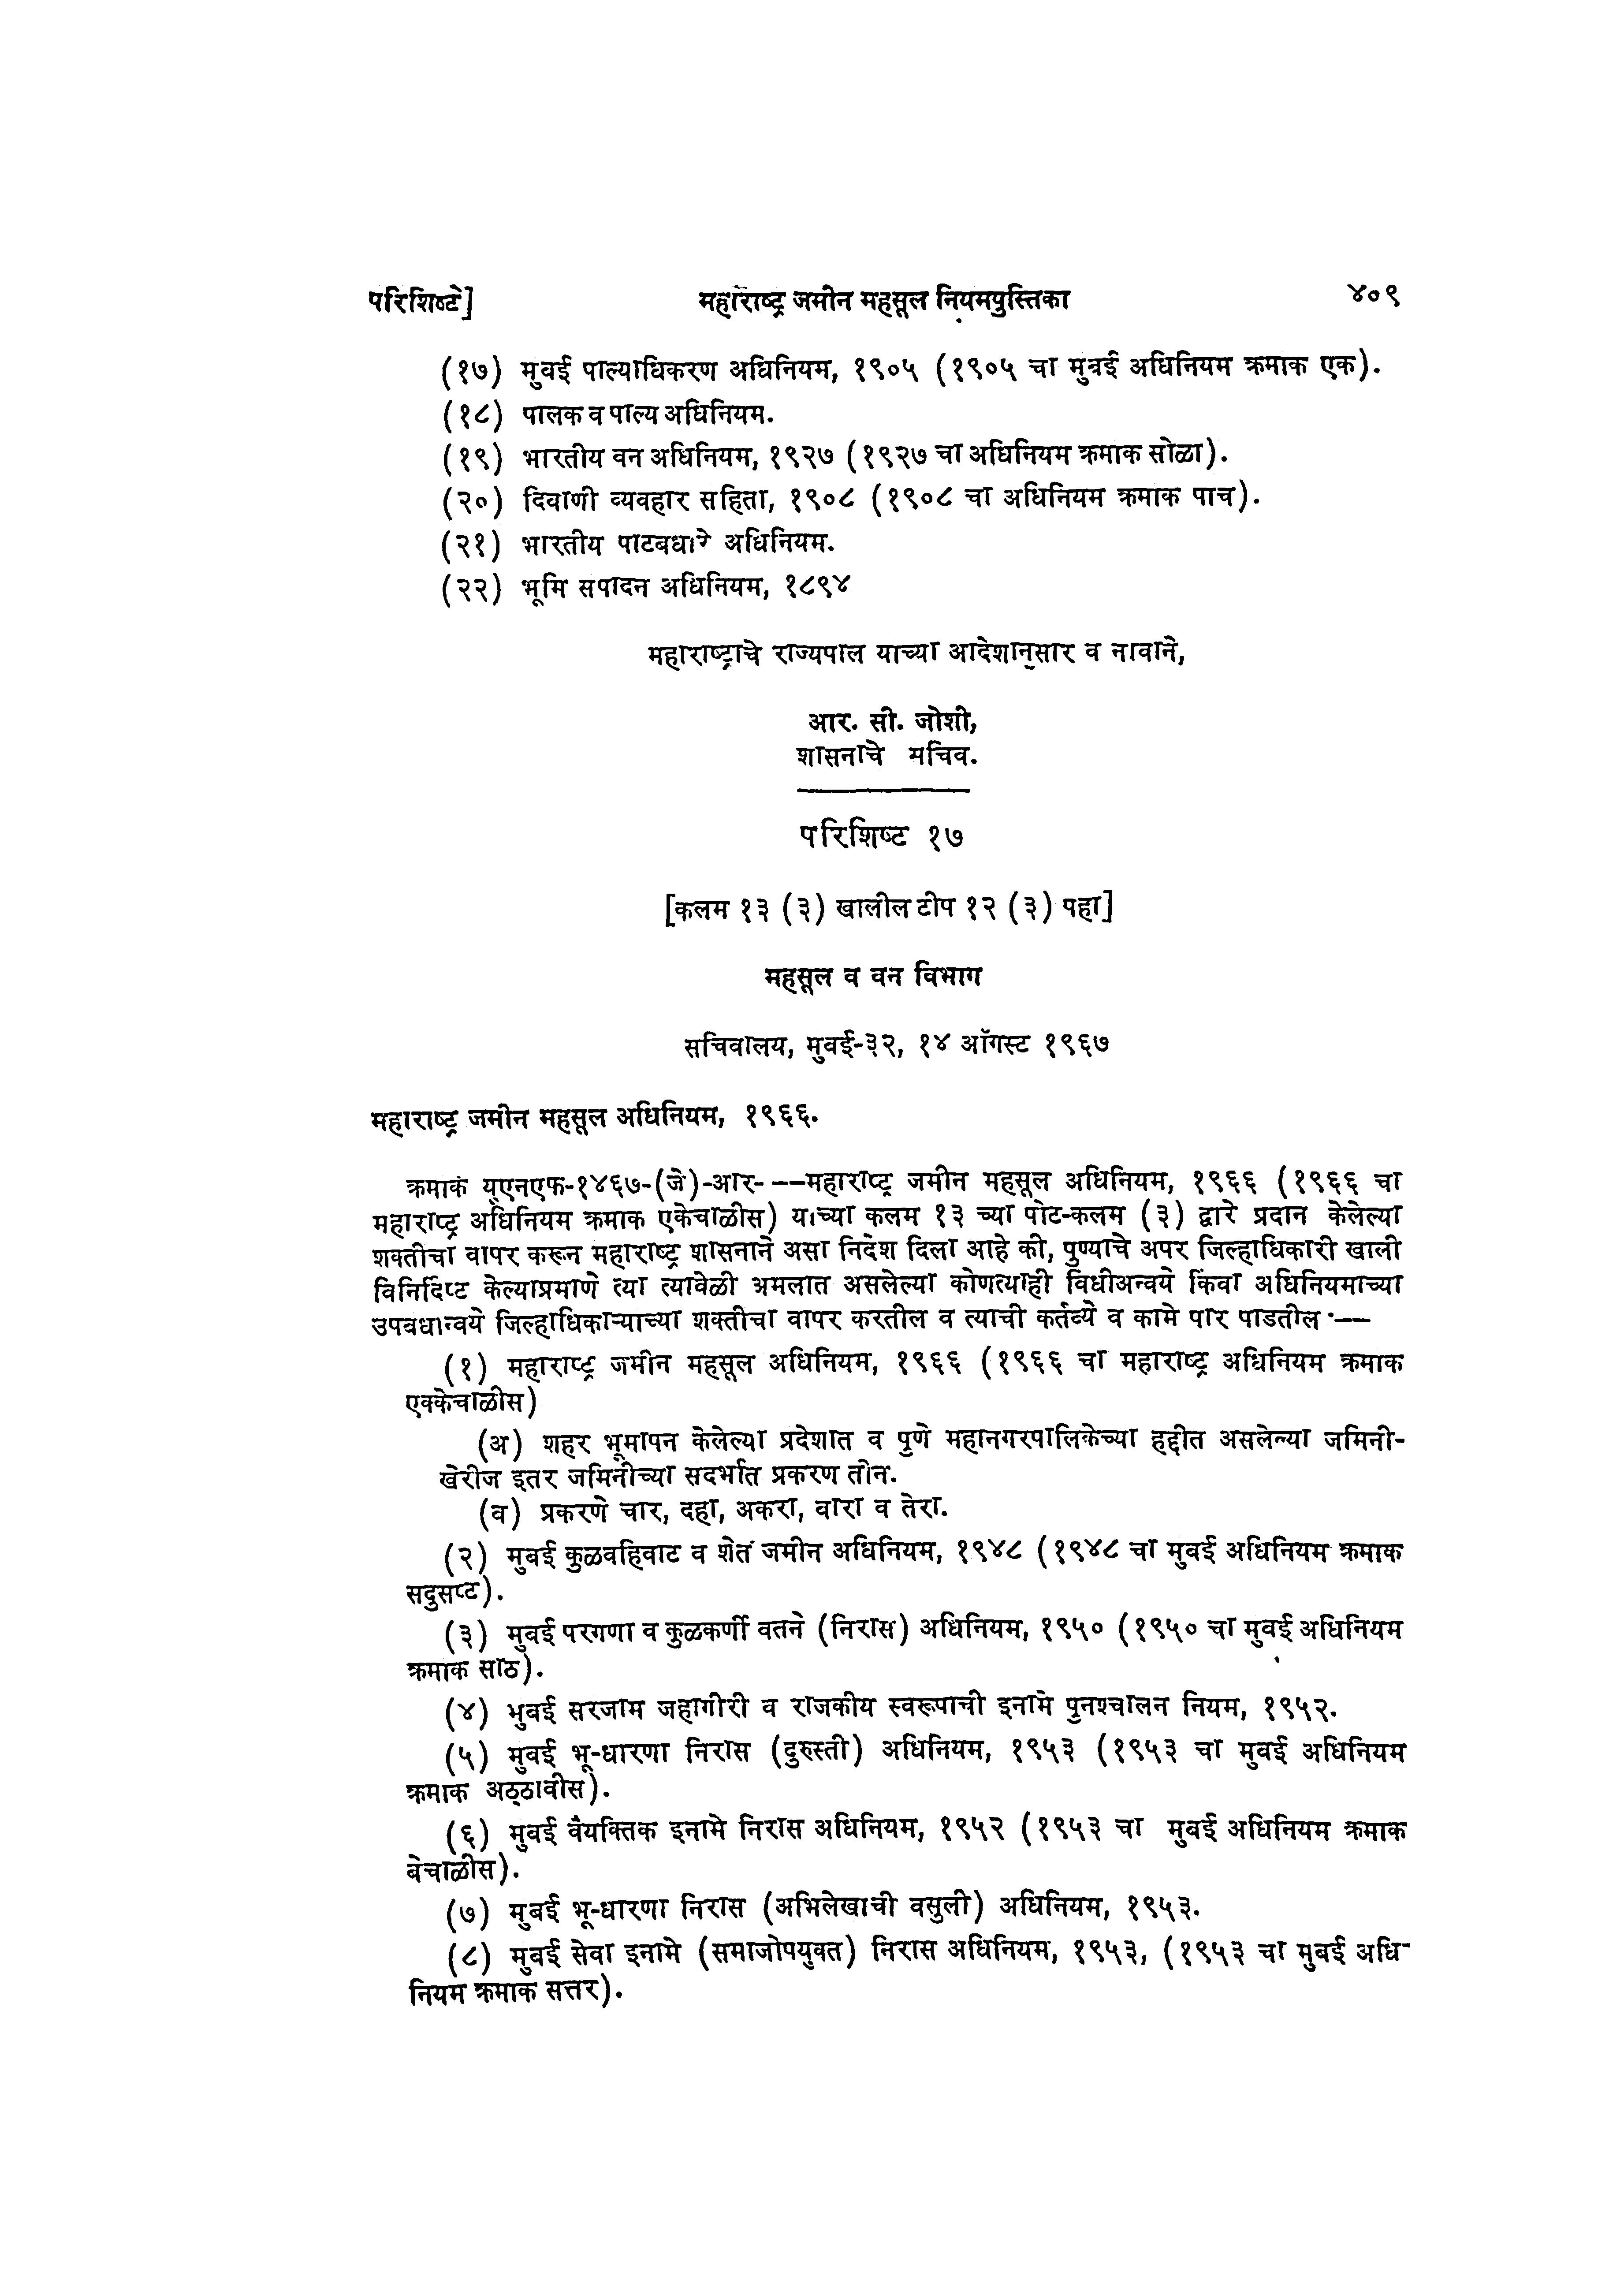 परिशिष्टे] महाराष्ट्र जमीन महसूल नियमपुस्तिका ४०९
(१७) मुबई पाल्याधिकरण अधिनियम, १९०५ (१९०५ चा मुबई अधिनियम क्रमाक एक).
(१८) पालक व पाल्य अधिनियम.
(१९) भारतीय वन अधिनियम, १९२७ (१९२७ चा अधिनियम क्रमाक सोळा).
(२०) दिवाणी व्यवहार सहिता, १९०८ (१९०८ चा अधिनियम क्रमाक पाच).
(२१) भारतीय पाटबधारे अधिनियम.
(२२) भूमि सपादन अधिनियम, १८९४
महाराष्ट्राचे राज्यपाल याच्या आदेशानुसार व नावाने,
आर. सी. जोशी,
शासनाचे सचिव.
परिशिष्ट १७
[कलम १३ (३) खालील टीप १२ (३) पहा]
महसूल व वन विभाग
सचिवालय, मुबई-३२, १४ ऑगस्ट १९६७
महाराष्ट्र जमीन महसूल अधिनियम, १९६६.
क्रमाकं यूएनएफ-१४६७-(जे)-आर- --महाराष्ट्र जमीन महसूल अधिनियम, १९६६ (१९६६ चा
महाराष्ट्र अधिनियम क्रमाक एकेचाळीस) याच्या कलम १३ च्या पोट-कलम (३) द्वारे प्रदान केलेल्या
शक्तीचा वापर करून महाराष्ट्र शासनाने असा निदेश दिला आहे की, पुण्याचे अपर जिल्हाधिकारी खाली
विनिर्दिष्ट केल्याप्रमाणे त्या त्यावेळी अमलात असलेल्या कोणत्याही विधीअन्वये किंवा अधिनियमाच्या
उपबधान्वये जिल्हाधिकाऱ्याच्या शक्तीचा वापर करतील व त्याची कर्तव्ये व कामे पार पाडतील ·--
(१) महाराष्ट्र जमीन महसूल अधिनियम, १९६६ (१९६६ चा महाराष्ट्र अधिनियम क्रमाक
एक्केचाळीस)
(अ) शहर भूमापन केलेल्या प्रदेशात व पुणे महानगरपालिकेच्या हद्दीत असलेल्या जमिनी-
खेरीज इतर जमिनीच्या सदर्भात प्रकरण तीन.
(ब) प्रकरणे चार, दहा, अकरा, बारा व तेरा.
(२) मुबई कुळवहिवाट व शेतं जमीन अधिनियम, १९४८ (१९४८ चा मुबई अधिनियम क्रमाक
सदुसष्ट).
(३) मुबई परगणा व कुळकर्णी वतने (निरास) अधिनियम, १९५० (१९५० चा मुबई अधिनियम
क्रमाक साठ).
(४) मुबई सरजाम जहागीरी व राजकीय स्वरूपाची इनामे पुनश्चालन नियम, १९५२.
(५) मुबई भू-धारणा निरास (दुरुस्ती) अधिनियम, १९५३ (१९५३ चा मुबई अधिनियम
क्रमाक अठ्ठावीस).
(६) मुबई वैयक्तिक इनामे निरास अधिनियम, १९५२ (१९५३ चा मुबई अधिनियम क्रमाक
बेचाळीस).
(७) मुबई भू-धारणा निरास (अभिलेखाची वसुली) अधिनियम, १९५३.
(८) मुबई सेवा इनामे (समाजोपयुक्त) निरास अधिनियम, १९५३, (१९५३ चा मुबई अधि-
नियम क्रमाक सत्तर).